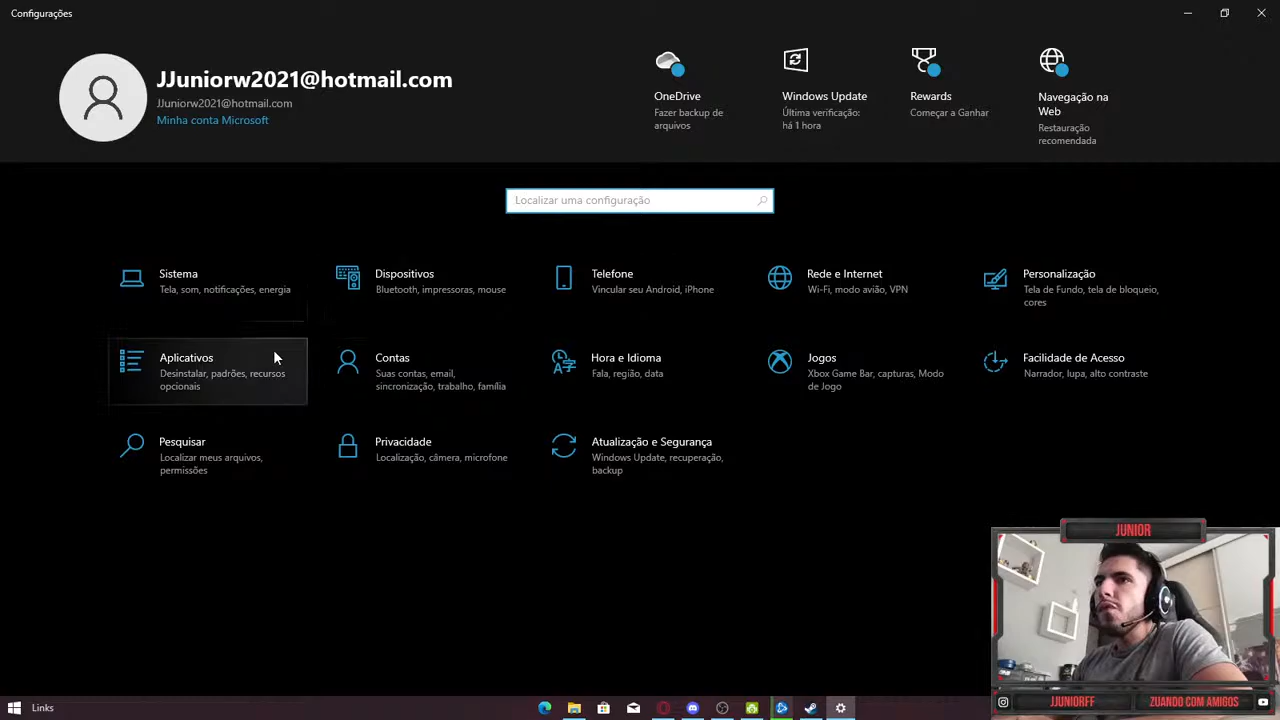 Configurações
JJuniorw2021@hotmail.com
JJuniorw2021@hotmail.com
Minha conta Microsoft
OneDrive
Fazer backup de
arquivos
Windows Update
Última verificação:
há 1 hora
Rewards
Começar a Ganhar
Navegação na
Web
Restauração
recomendada
Localizar uma configuração
Sistema
Tela, som, notificações, energia
Dispositivos
Bluetooth, impressoras, mouse
Telefone
Vincular seu Android, iPhone
Rede e Internet
Wi-Fi, modo avião, VPN
Personalização
Tela de Fundo, tela de bloqueio,
cores
Aplicativos
Desinstalar, padrões, recursos
opcionais
Contas
Suas contas, email,
sincronização, trabalho, família
Hora e Idioma
Fala, região, data
Jogos
Xbox Game Bar, capturas, Modo
de Jogo
Facilidade de Acesso
Narrador, lupa, alto contraste
Pesquisar
Localizar meus arquivos,
permissões
Privacidade
Localização, câmera, microfone
Atualização e Segurança
Windows Update, recuperação,
backup
JUNIOR
JJUNIORFF
ZUANDO COM AMIGOS
Links